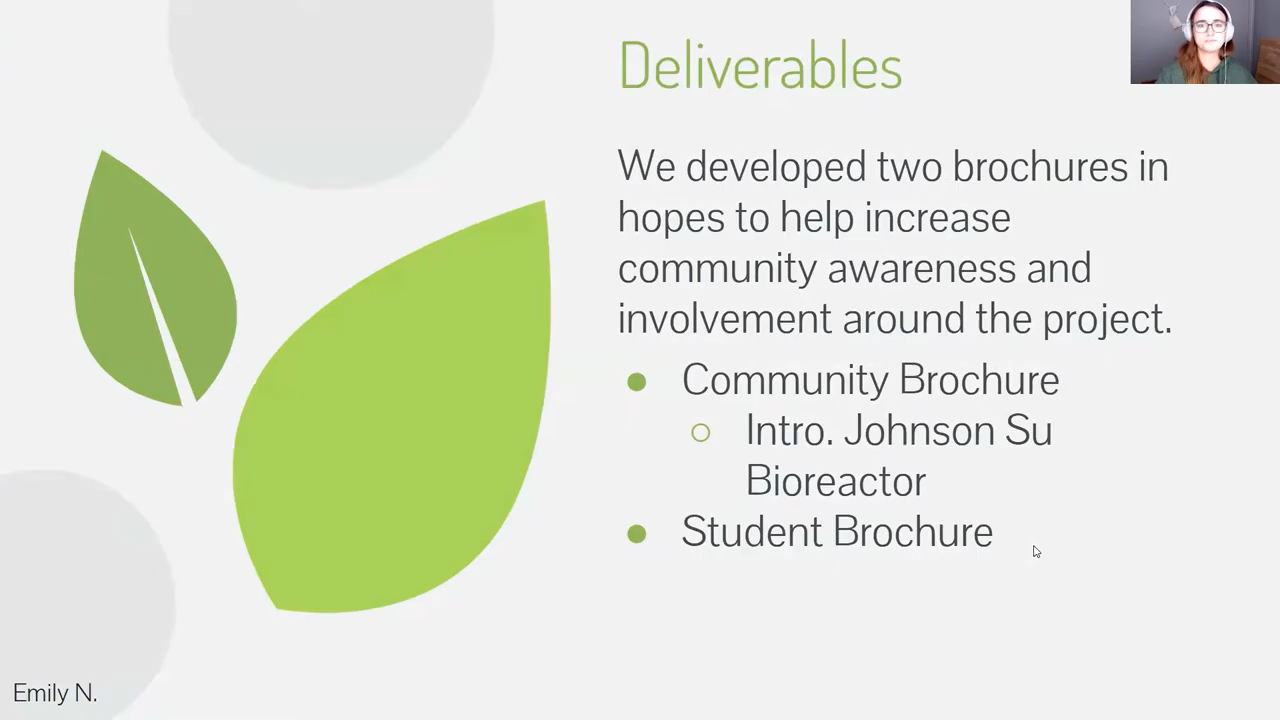 Deliverables
We developed two brochures in
hopes to help increase
community awareness and
involvement around the project.
● Community Brochure
○ Intro. Johnson Su
Bioreactor
● Student Brochure
Emily N.